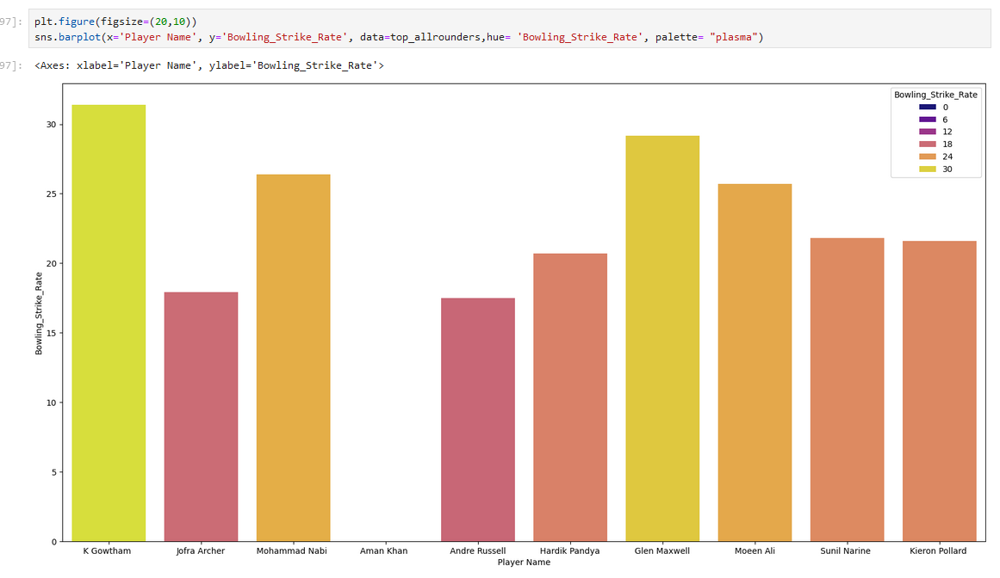 97]:
plt.figure(figsize=(20,10))
sns.barplot(x='Player Name', y='Bowling_Strike_Rate', data=top_allrounders,hue= 'Bowling_Strike_Rate', palette= "plasma")
97]:
<Axes: xlabel='Player Name', ylabel='Bowling_Strike_Rate'>
Bowling_Strike_Rate
0
6
12
18
24
30
30
25
20
15
10
5
0
Bowling_Strike_Rate
K Gowtham Jofra Archer Mohammad Nabi Aman Khan Andre Russell Hardik Pandya Glen Maxwell Moeen Ali Sunil Narine Kieron Pollard
Player Name